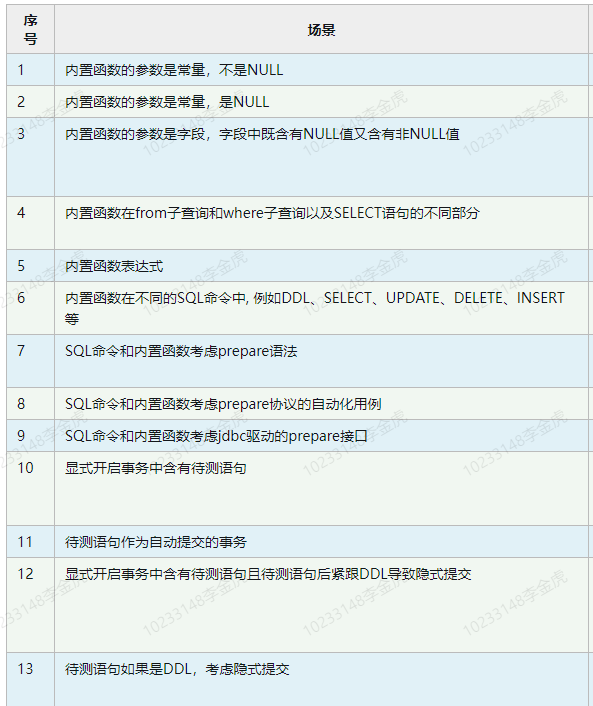 序号
场景
1 内置函数的参数是常量，不是NULL
2 内置函数的参数是常量，是NULL
3 内置函数的参数是字段，字段中既含有NULL值又含有非NULL值
4 内置函数在from子查询和where子查询以及SELECT语句的不同部分
5 内置函数表达式
6 内置函数在不同的SQL命令中, 例如DDL、SELECT、UPDATE、DELETE、INSERT
等
7 SQL命令和内置函数考虑prepare语法
8 SQL命令和内置函数考虑prepare协议的自动化用例
9 SQL命令和内置函数考虑jdbc驱动的prepare接口
10 显式开启事务中含有待测语句
11 待测语句作为自动提交的事务
12 显式开启事务中含有待测语句且待测语句后紧跟DDL导致隐式提交
13 待测语句如果是DDL，考虑隐式提交
10233148李金虎